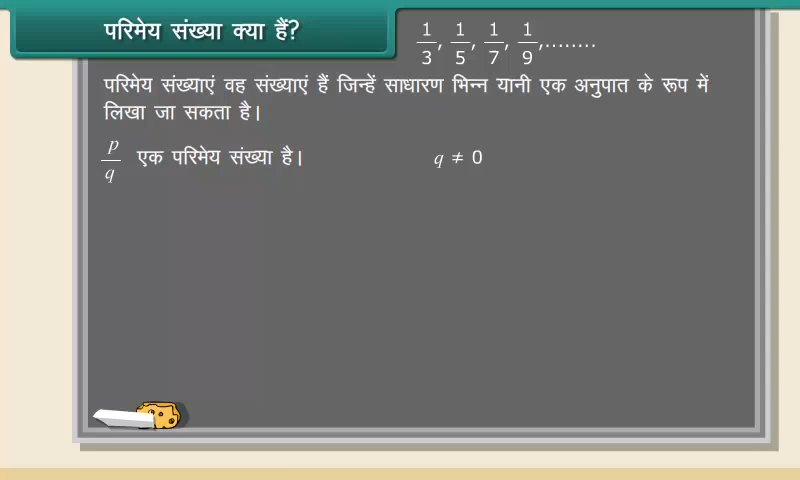 परिमेय संख्या क्या हैं?
1/3, 1/5, 1/7, 1/9,........
परिमेय संख्याएं वह संख्याएं हैं जिन्हें साधारण भिन्न यानी एक अनुपात के रूप में
लिखा जा सकता है।
p/q एक परिमेय संख्या है। q ≠ 0